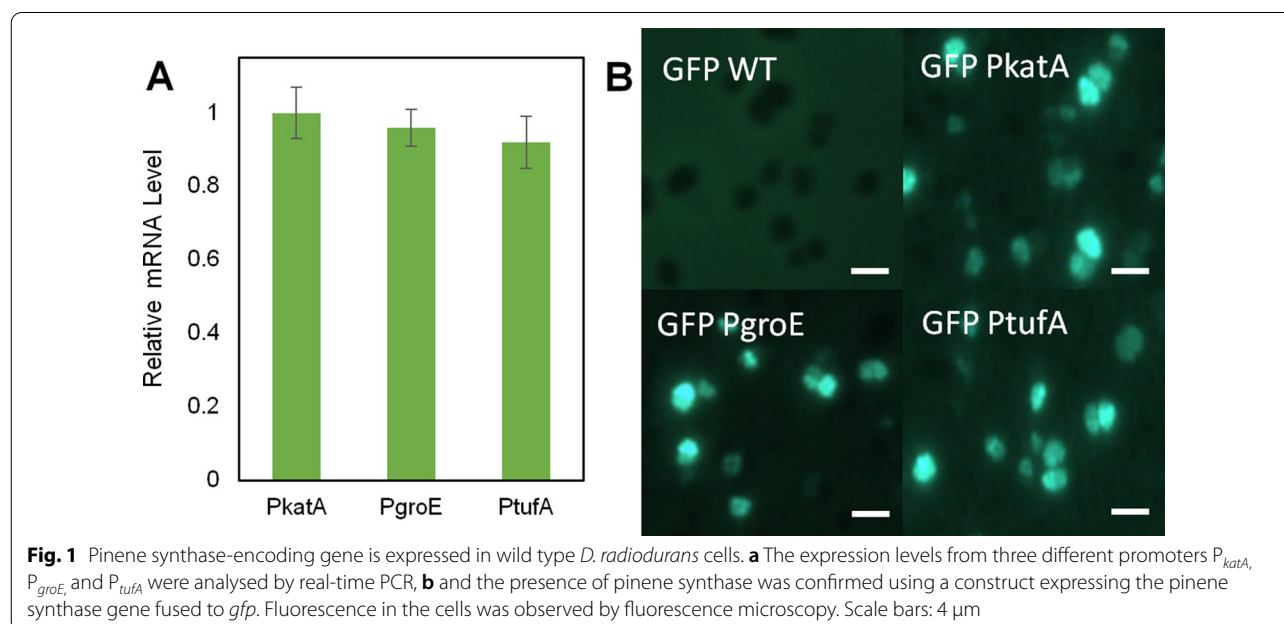 A
Relative mRNA Level
1
0.8
0.6
0.4
0.2
0
PkatA PgroE PtufA
B
GFP WT
GFP PkatA
GFP PgroE
GFP PtufA
Fig. 1 Pinene synthase-encoding gene is expressed in wild type D. radiodurans cells. a The expression levels from three different promoters PkatA,
PgroE, and PtufA were analysed by real-time PCR, b and the presence of pinene synthase was confirmed using a construct expressing the pinene
synthase gene fused to gfp. Fluorescence in the cells was observed by fluorescence microscopy. Scale bars: 4 µm